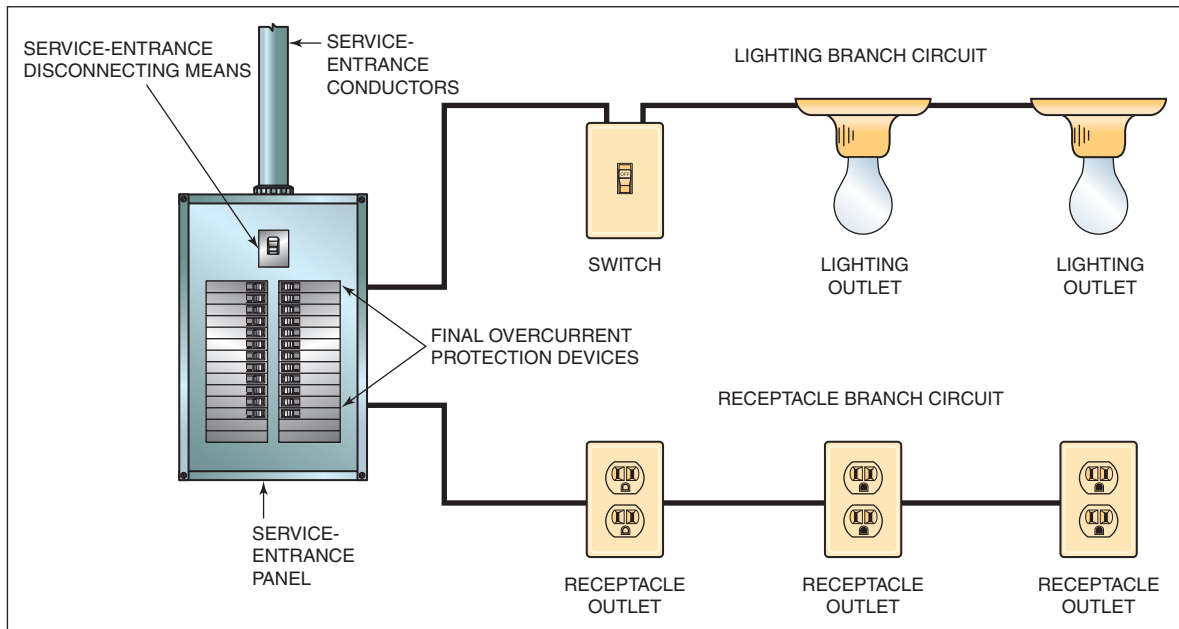 SERVICE-ENTRANCE
DISCONNECTING MEANS
SERVICE-
ENTRANCE
CONDUCTORS
LIGHTING BRANCH CIRCUIT
OFF
SWITCH
LIGHTING
OUTLET
LIGHTING
OUTLET
FINAL OVERCURRENT
PROTECTION DEVICES
RECEPTACLE BRANCH CIRCUIT
SERVICE-
ENTRANCE
PANEL
RECEPTACLE
OUTLET
RECEPTACLE
OUTLET
RECEPTACLE
OUTLET